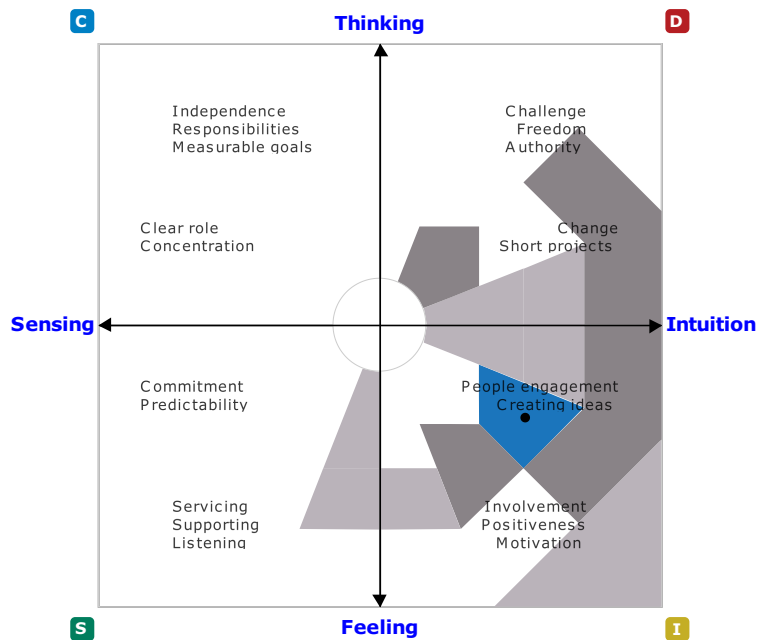 C
Thinking
D
Independence
Responsibilities
Measurable goals
Challenge
Freedom
Authority
Clear role
Concentration
Change
Short projects
Sensing
Intuition
Commitment
Predictability
People engagement
Creating ideas
Servicing
Supporting
Listening
Involvement
Positiveness
Motivation
S
Feeling
I